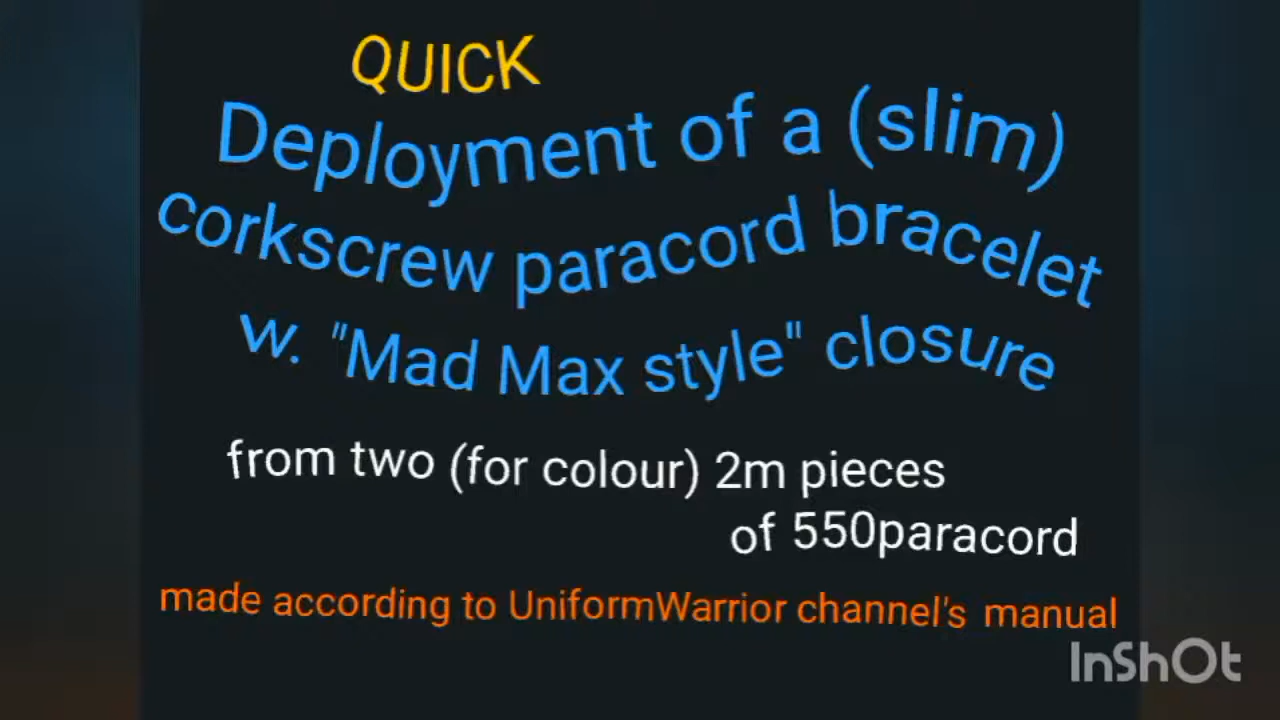 QUICK
Deployment of a (slim)
corkscrew paracord bracelet
w. "Mad Max style" closure
from two (for colour) 2m pieces
of 550paracord
made according to UniformWarrior channel's manual
InShOt